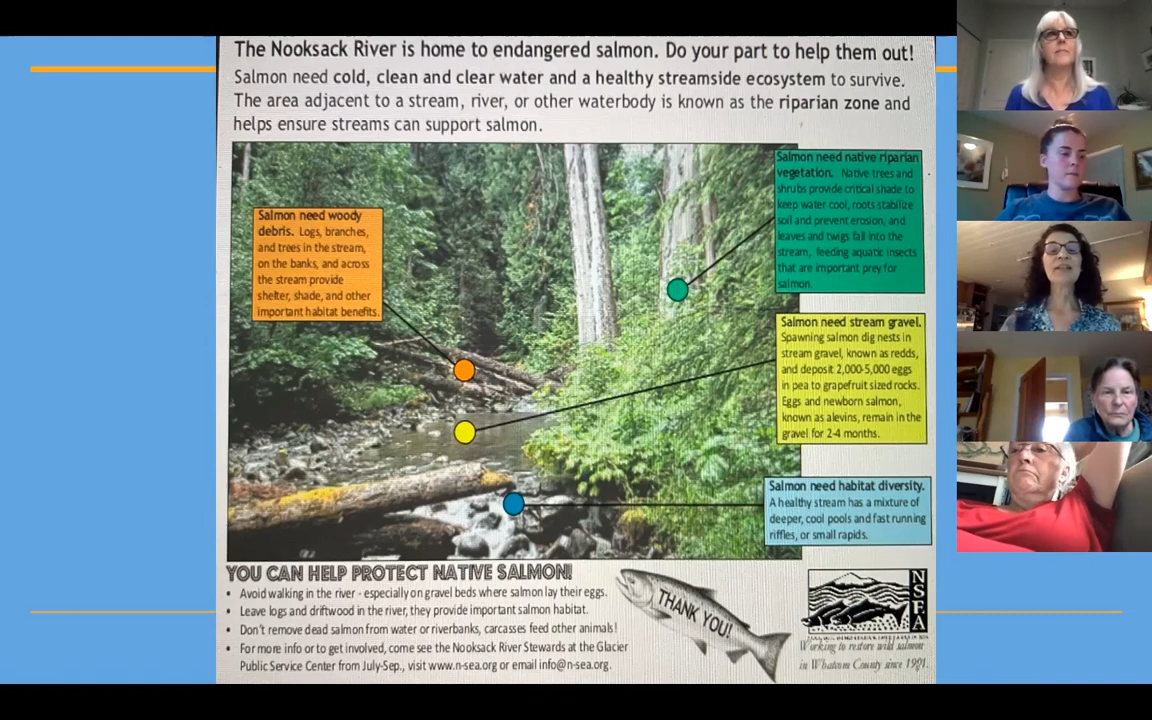 The Nooksack River is home to endangered salmon. Do your part to help them out!
Salmon need cold, clean and clear water and a healthy streamside ecosystem to survive.
The area adjacent to a stream, river, or other waterbody is known as the riparian zone and
helps ensure streams can support salmon.
Salmon need woody
debris. Logs, branches,
and trees in the stream,
on the banks, and across
the stream provide
shelter, shade, and other
important habitat benefits.
Salmon need native riparian
vegetation. Native trees and
shrubs provide critical shade to
keep water cool, roots stabilize
soil and prevent erosion, and
leaves and twigs fall into the
stream, feeding aquatic insects
that are important prey for
salmon.
Salmon need stream gravel.
Spawning salmon dig nests in
stream gravel, known as redds,
and deposit 2,000-5,000 eggs
in pea to grapefruit sized rocks.
Eggs and newborn salmon,
known as alevins, remain in the
gravel for 2-4 months.
Salmon need habitat diversity.
A healthy stream has a mixture of
deeper, cool pools and fast running
riffles, or small rapids.
YOU CAN HELP PROTECT NATIVE SALMON!
• Avoid walking in the river - especially on gravel beds where salmon lay their eggs.
• Leave logs and driftwood in the river, they provide important salmon habitat.
• Don't remove dead salmon from water or riverbanks, carcasses feed other animals!
• For more info or to get involved, come see the Nooksack River Stewards at the Glacier
Public Service Center from July-Sep., visit www.n-sea.org or email info@n-sea.org.
THANK YOU!
NSEA
Working to restore wild salmon
in Whatcom County since 1991.